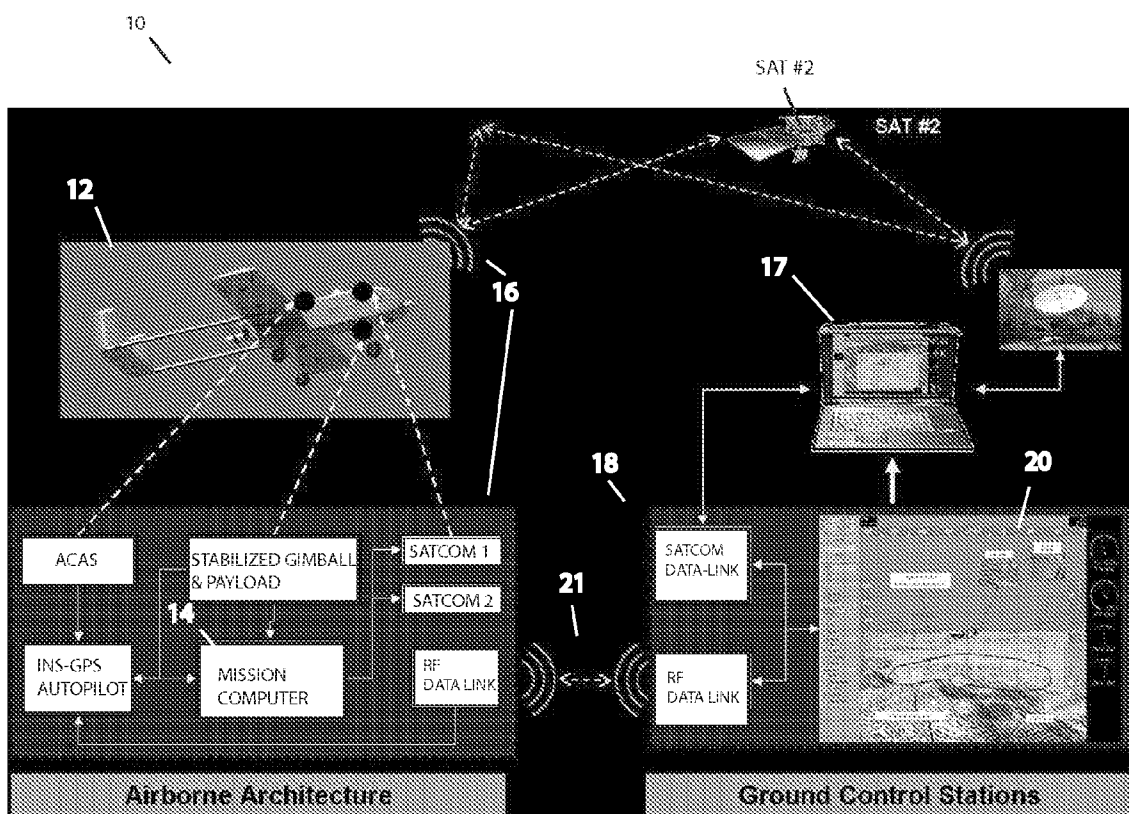 10
SAT #2
SAT #2
12
16
17
18
20
ACAS
STABILIZED GIMBALL
& PAYLOAD
SATCOM 1
SATCOM 2
14
INS-GPS
AUTOPILOT
MISSION
COMPUTER
RF
DATA LINK
21
SATCOM
DATA-LINK
RF
DATA LINK
Airborne Architecture
Ground Control Stations